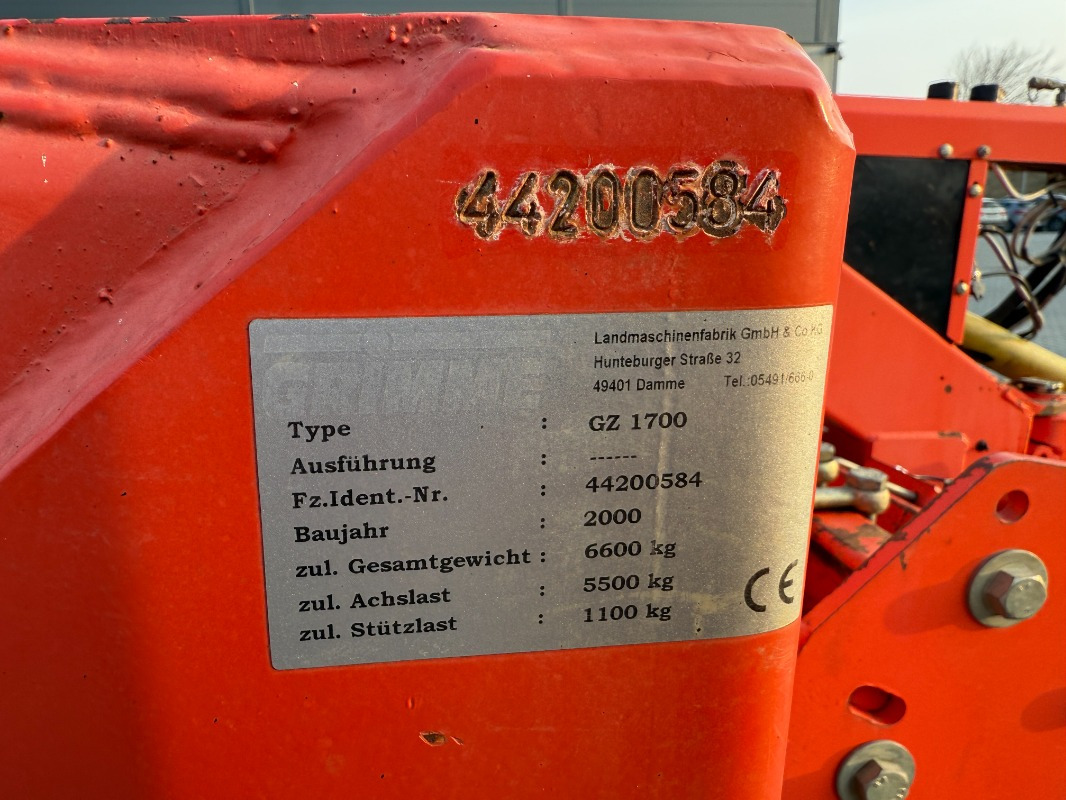 44200584
GRIMME
Landmaschinenfabrik GmbH & Co KG
Hunteburger Straße 32
49401 Damme Tel.:05491/666-0
Type : GZ 1700
Ausführung : ------
Fz.Ident.-Nr. : 44200584
Baujahr : 2000
zul. Gesamtgewicht : 6600 kg
zul. Achslast : 5500 kg
zul. Stützlast : 1100 kg
CE